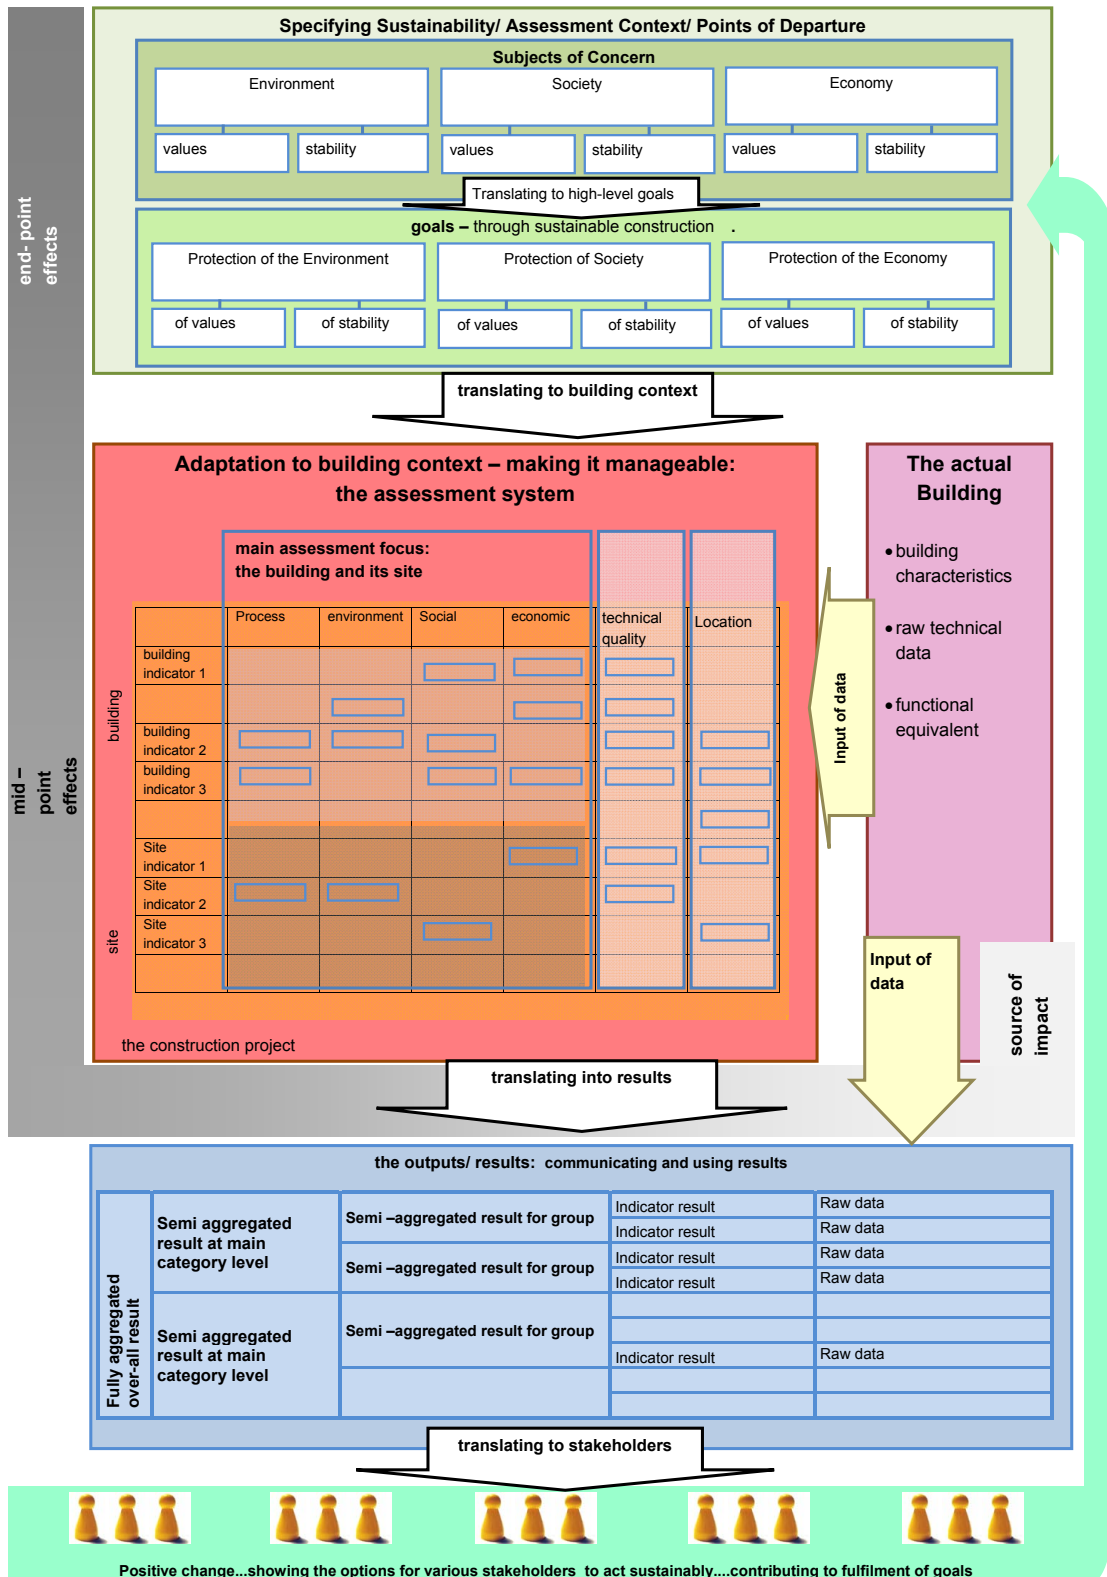 Specifying Sustainability/ Assessment Context/ Points of Departure
Subjects of Concern
Environment
Society
Economy
values
stability
values
stability
values
stability
Translating to high-level goals
goals – through sustainable construction .
Protection of the Environment
Protection of Society
Protection of the Economy
of values
of stability
of values
of stability
of values
of stability
end- point
effects
translating to building context
Adaptation to building context – making it manageable:
the assessment system
main assessment focus:
the building and its site
Process
environment
Social
economic
technical
quality
Location
building
building
indicator 1
building
indicator 2
building
indicator 3
site
Site
indicator 1
Site
indicator 2
Site
indicator 3
the construction project
mid –
point
effects
The actual
Building
• building
characteristics
• raw technical
data
• functional
equivalent
Input of data
Input of
data
source of
impact
translating into results
the outputs/ results: communicating and using results
Fully aggregated
over-all result
Semi aggregated
result at main
category level
Semi –aggregated result for group
Indicator result
Raw data
Indicator result
Raw data
Semi –aggregated result for group
Indicator result
Raw data
Indicator result
Raw data
Semi aggregated
result at main
category level
Semi –aggregated result for group
Indicator result
Raw data
translating to stakeholders
Positive change...showing the options for various stakeholders to act sustainably....contributing to fulfilment of goals